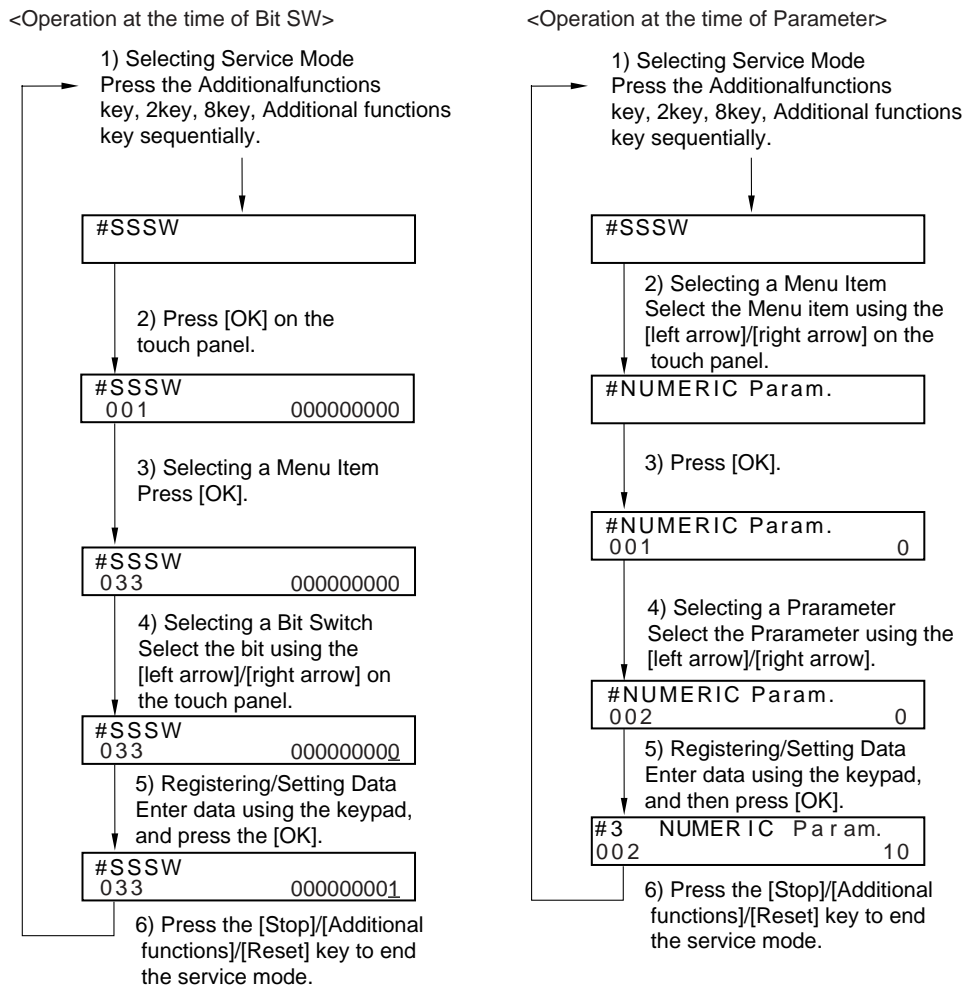 <Operation at the time of Bit SW>
1) Selecting Service Mode
Press the Additionalfunctions
key, 2key, 8key, Additional functions
key sequentially.
#SSSW
2) Press [OK] on the
touch panel.
#SSSW
001 000000000
3) Selecting a Menu Item
Press [OK].
#SSSW
033 000000000
4) Selecting a Bit Switch
Select the bit using the
[left arrow]/[right arrow] on
the touch panel.
#SSSW
033 000000000
5) Registering/Setting Data
Enter data using the keypad,
and press the [OK].
#SSSW
033 000000001
6) Press the [Stop]/[Additional
functions]/[Reset] key to end
the service mode.
<Operation at the time of Parameter>
1) Selecting Service Mode
Press the Additionalfunctions
key, 2key, 8key, Additional functions
key sequentially.
#SSSW
2) Selecting a Menu Item
Select the Menu item using the
[left arrow]/[right arrow] on the
touch panel.
#NUMERIC Param.
3) Press [OK].
#NUMERIC Param.
001 0
4) Selecting a Prarameter
Select the Prarameter using the
[left arrow]/[right arrow].
#NUMERIC Param.
002 0
5) Registering/Setting Data
Enter data using the keypad,
and then press [OK].
#3 NUMERIC Param.
002 10
6) Press the [Stop]/[Additional
functions]/[Reset] key to end
the service mode.